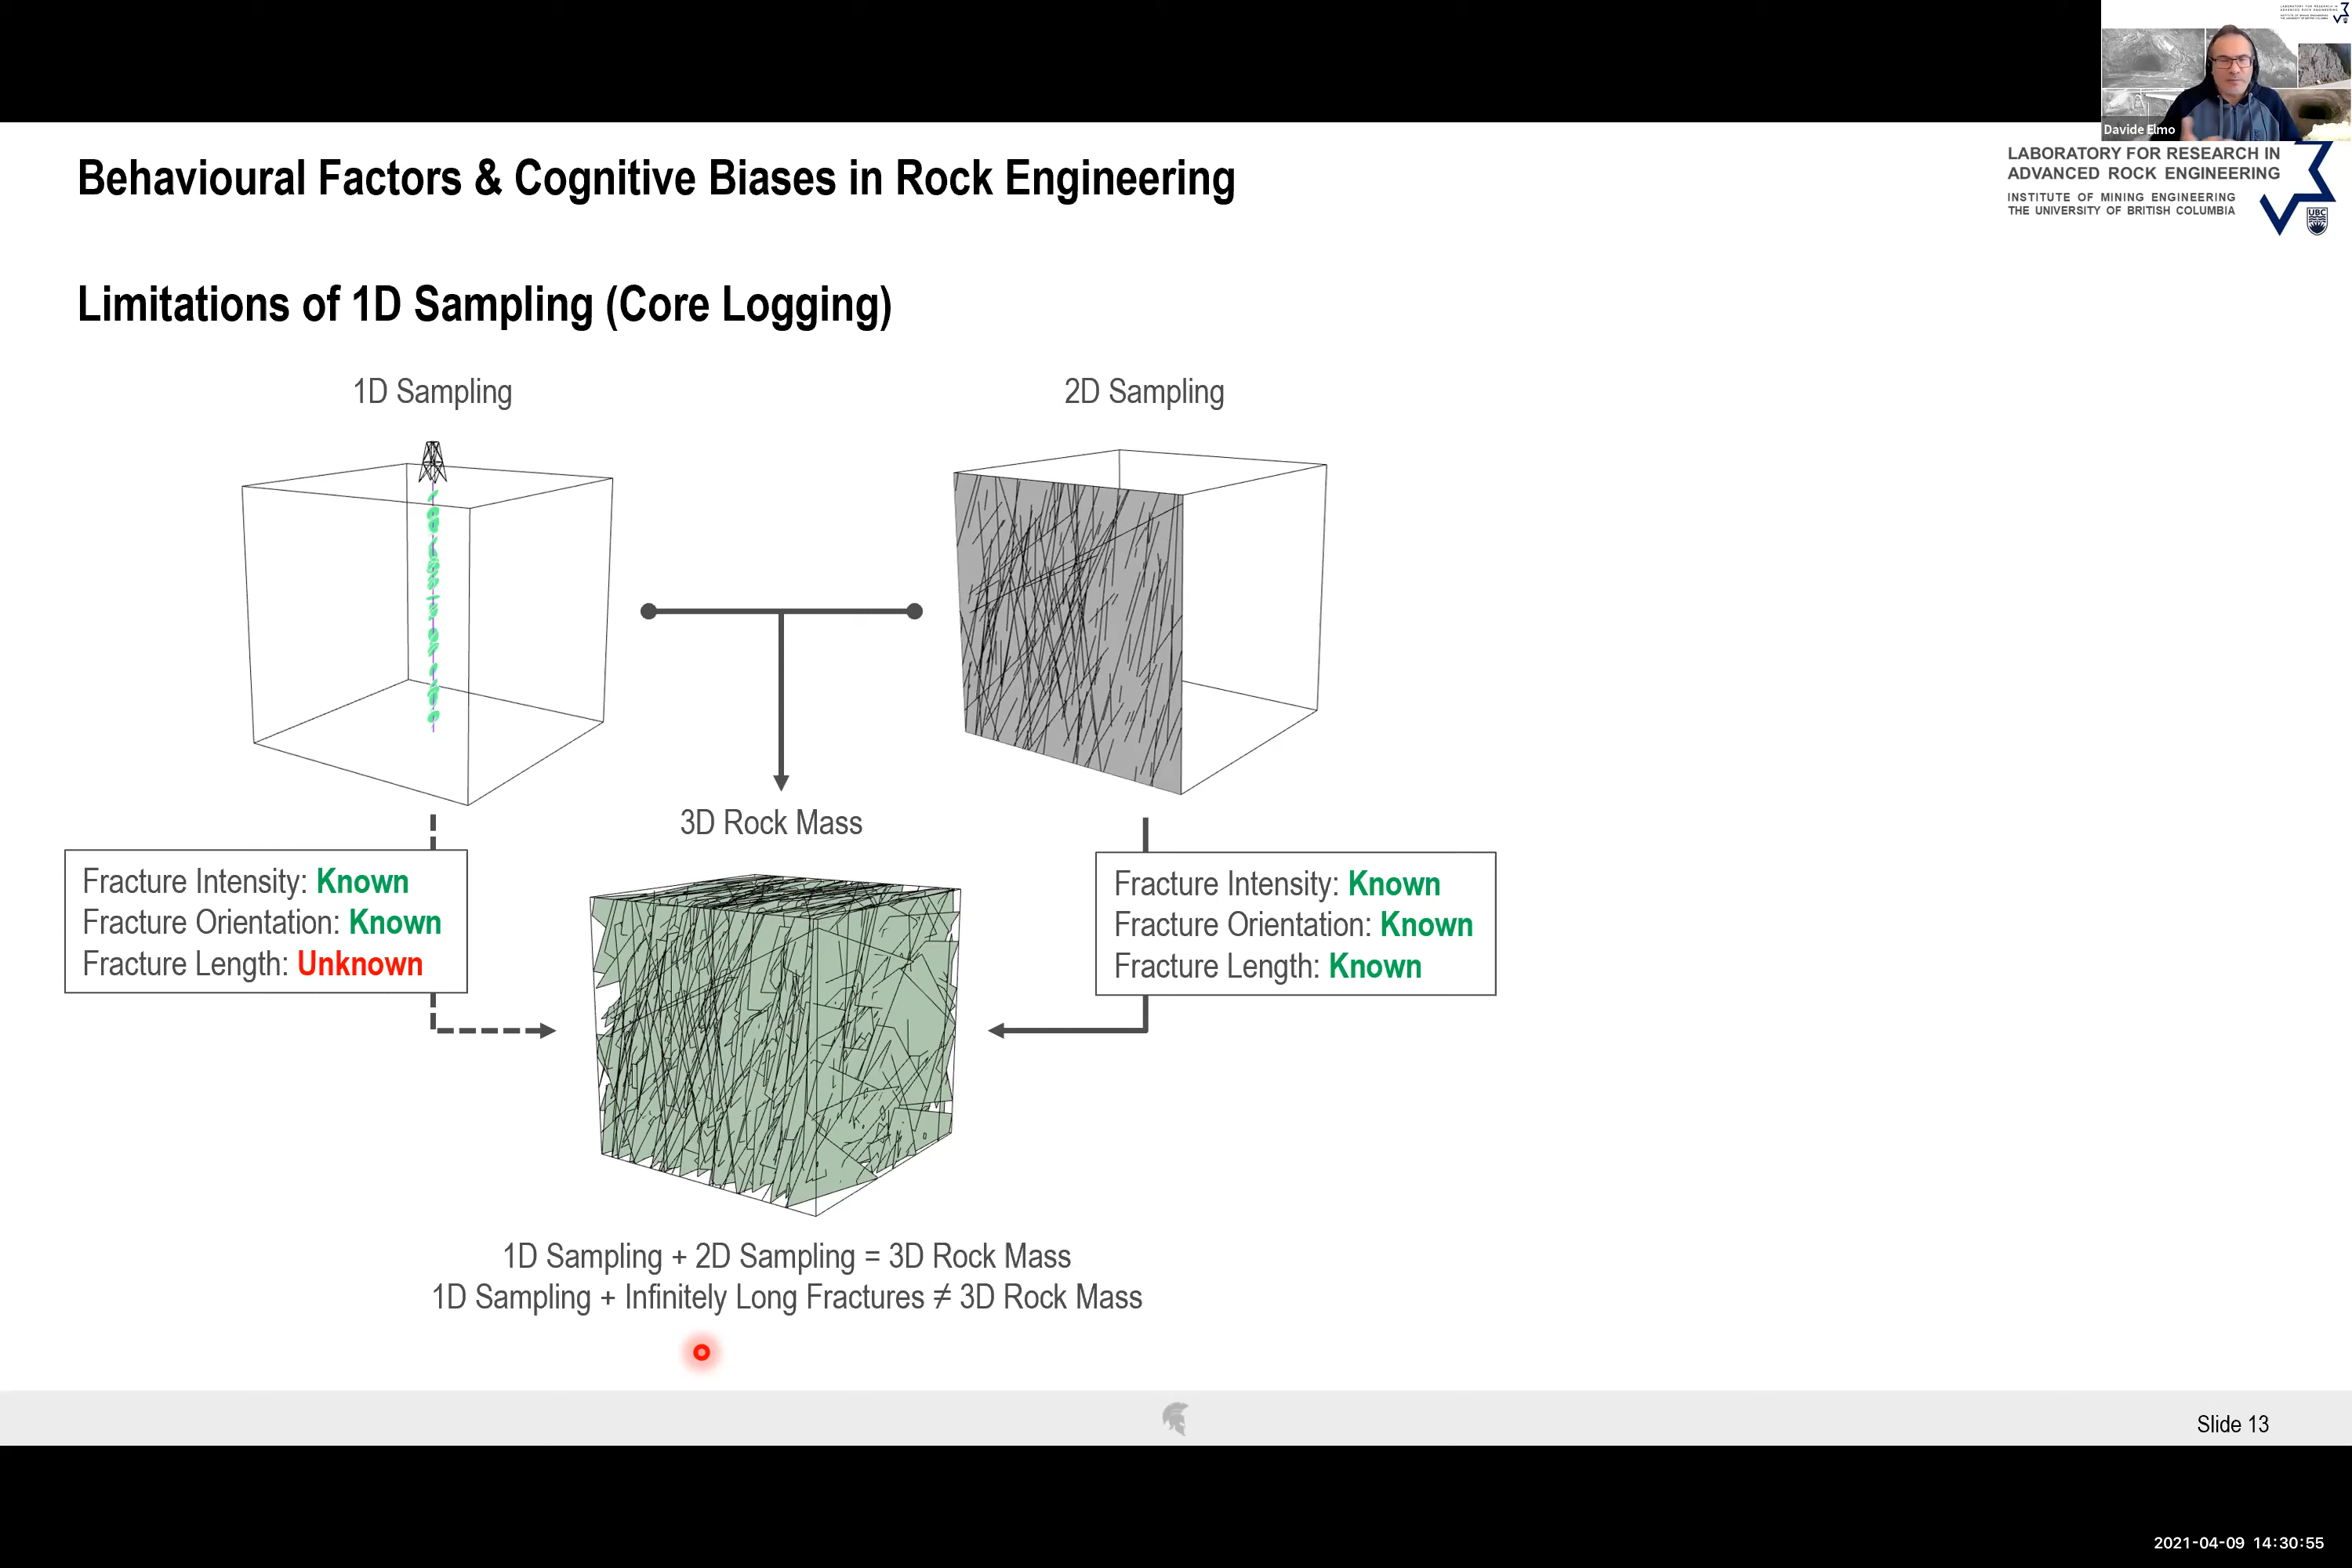 Davide Elmo
LABORATORY FOR RESEARCH IN
ADVANCED ROCK ENGINEERING
INSTITUTE OF MINING ENGINEERING
THE UNIVERSITY OF BRITISH COLUMBIA
UBC
Behavioural Factors & Cognitive Biases in Rock Engineering
Limitations of 1D Sampling (Core Logging)
1D Sampling
2D Sampling
3D Rock Mass
Fracture Intensity: Known
Fracture Orientation: Known
Fracture Length: Unknown
Fracture Intensity: Known
Fracture Orientation: Known
Fracture Length: Known
1D Sampling + 2D Sampling = 3D Rock Mass
1D Sampling + Infinitely Long Fractures ≠ 3D Rock Mass
Slide 13
2021-04-09 14:30:55